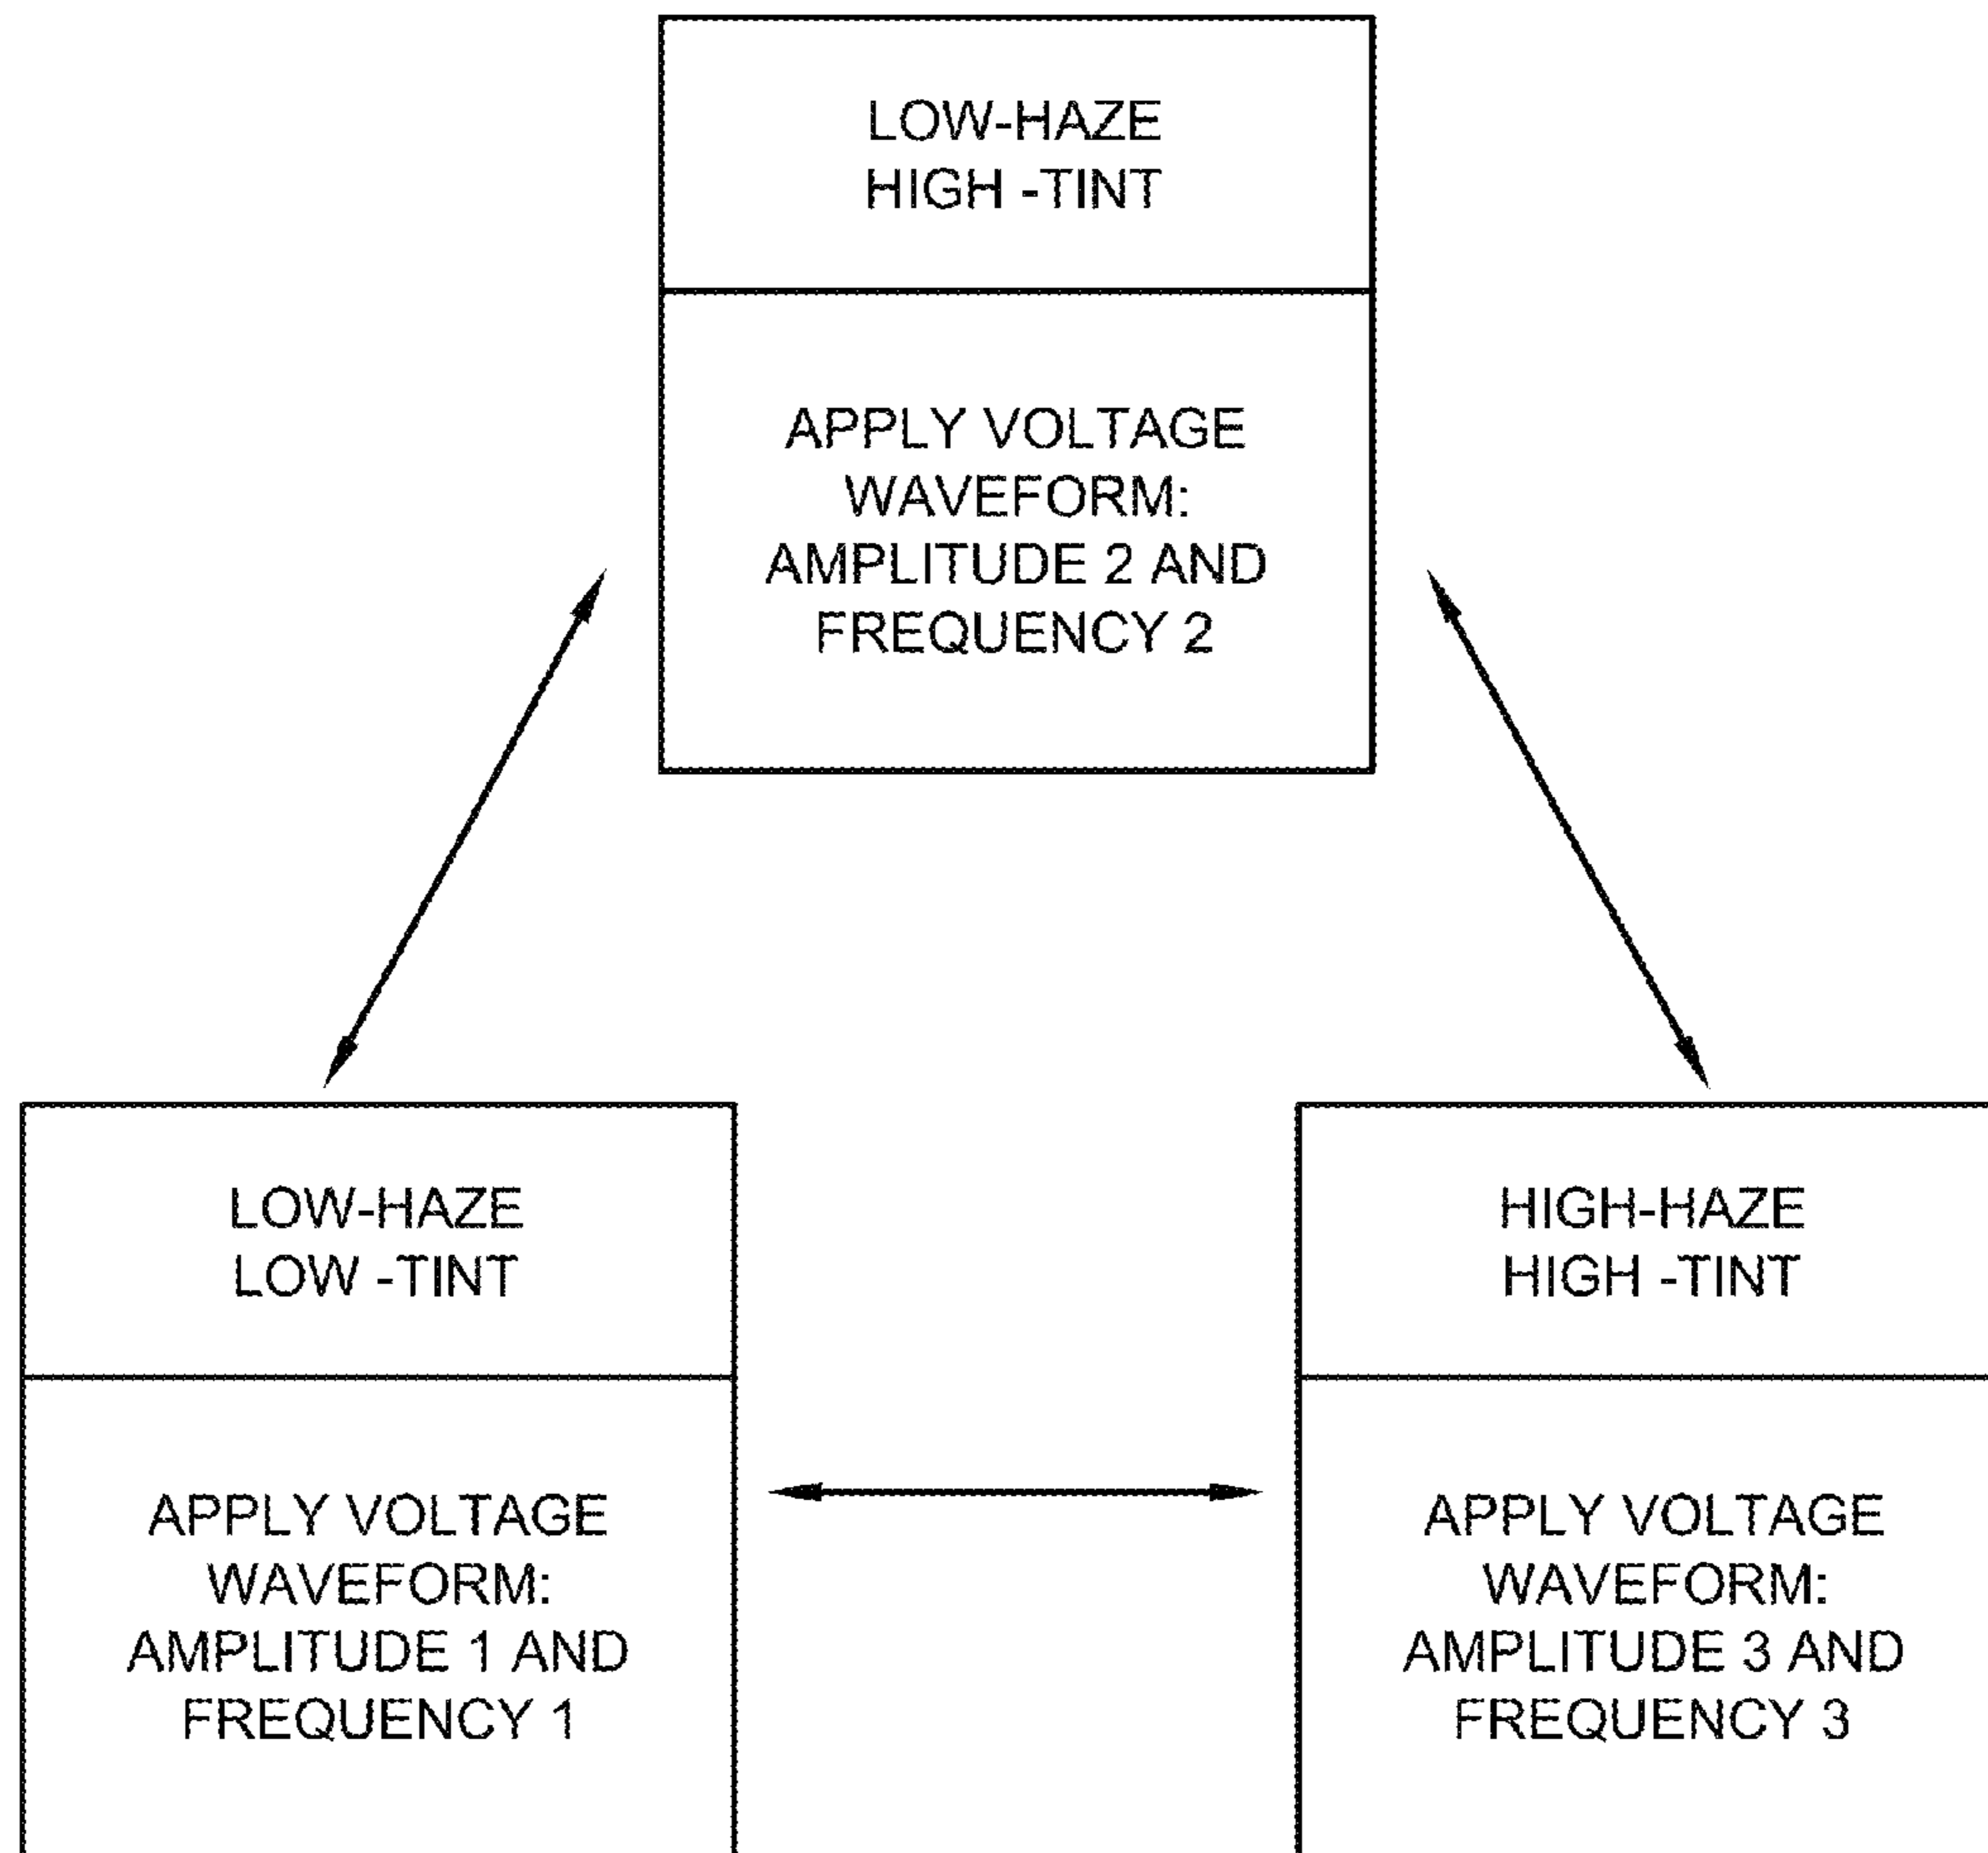 LOW-HAZE
HIGH -TINT
APPLY VOLTAGE
WAVEFORM:
AMPLITUDE 2 AND
FREQUENCY 2
LOW-HAZE
LOW -TINT
APPLY VOLTAGE
WAVEFORM:
AMPLITUDE 1 AND
FREQUENCY 1
HIGH-HAZE
HIGH -TINT
APPLY VOLTAGE
WAVEFORM:
AMPLITUDE 3 AND
FREQUENCY 3